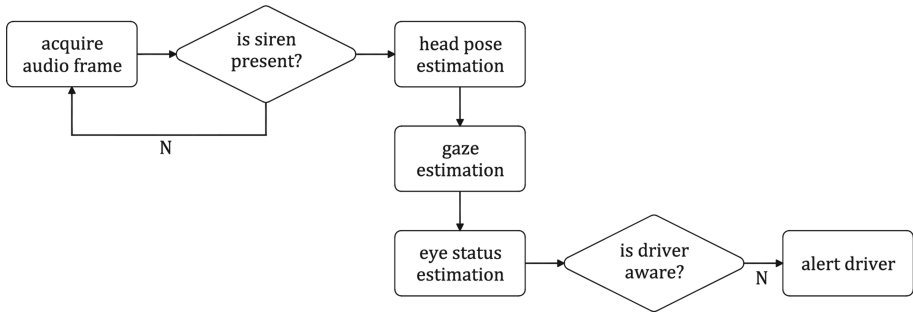 acquire
audio frame
is siren
present?
head pose
estimation
N
gaze
estimation
eye status
estimation
is driver
aware?
N
alert driver